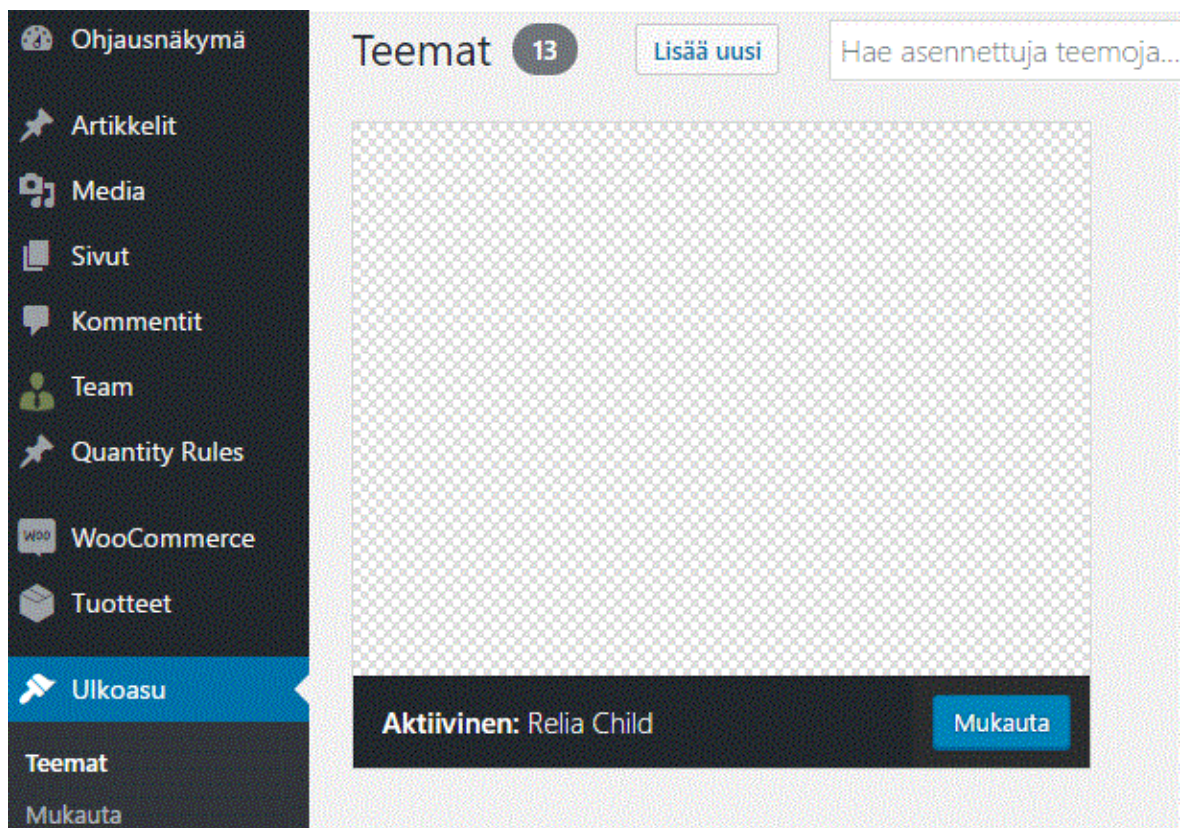 Ohjausnäkymä
Artikkelit
Media
Sivut
Kommentit
Team
Quantity Rules
WOO WooCommerce
Tuotteet
Ulkoasu
Teemat
Mukauta
Teemat 13 Lisää uusi Hae asennettuja teemoja...
Aktiivinen: Relia Child Mukauta